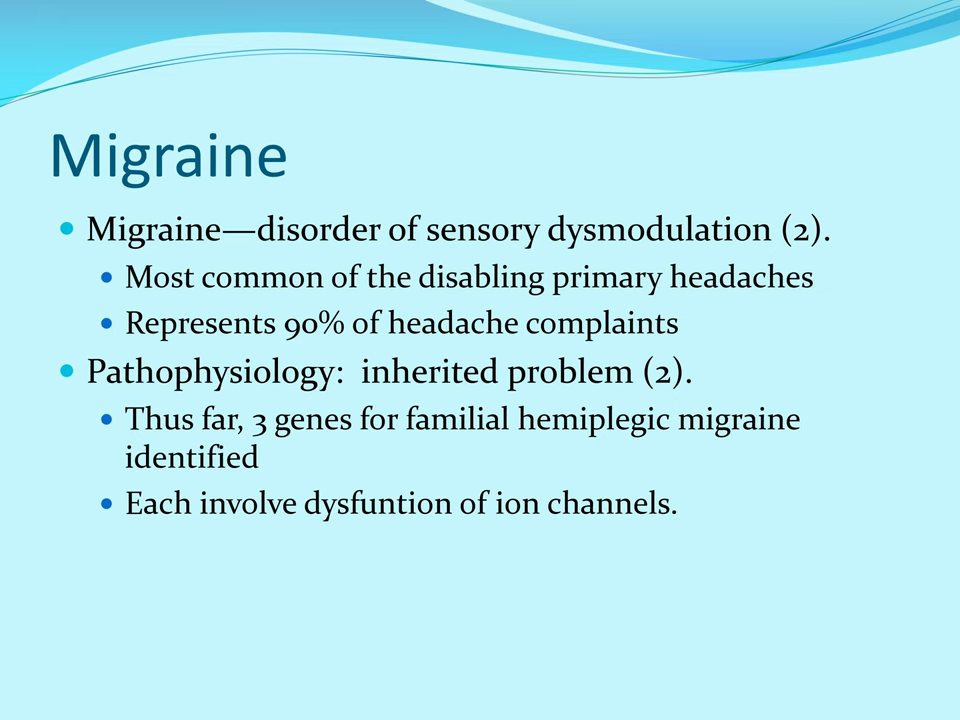 Migraine
Migraine—disorder of sensory dysmodulation (2).
Most common of the disabling primary headaches
Represents 90% of headache complaints
Pathophysiology:  inherited problem (2).
Thus far, 3 genes for familial hemiplegic migraine
identified
Each involve dysfuntion of ion channels.